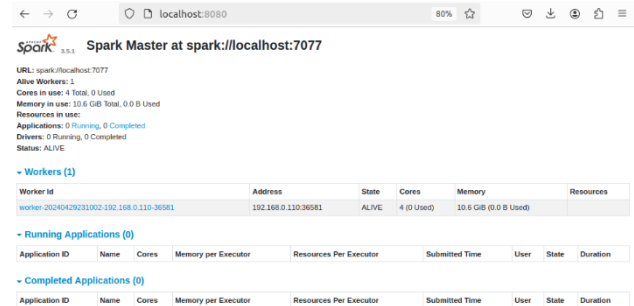 localhost:8080
80%
Spark 3.5.1 Spark Master at spark://localhost:7077
URL: spark://localhost:7077
Alive Workers: 1
Cores in use: 4 Total, 0 Used
Memory in use: 10.6 GiB Total, 0.0 B Used
Resources in use:
Applications: 0 Running, 0 Completed
Drivers: 0 Running, 0 Completed
Status: ALIVE
Workers (1)
Worker Id Address State Cores Memory Resources
worker-20240429231002-192.168.0.110-36581 192.168.0.110:36581 ALIVE 4 (0 Used) 10.6 GiB (0.0 B Used)
Running Applications (0)
Application ID Name Cores Memory per Executor Resources Per Executor Submitted Time User State Duration
Completed Applications (0)
Application ID Name Cores Memory per Executor Resources Per Executor Submitted Time User State Duration